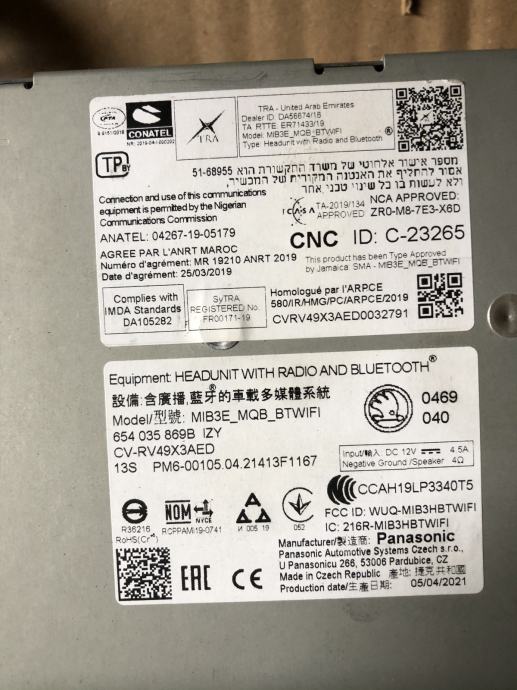 CONATEL
NR: 2019-04-I-000202
TRA
TRA - United Arab Emirates
Dealer ID: DA56674/16
TA RTTE: ER71433/19
Model: MIB3E_MQB_BTWIFI
Type: Headunit with Radio and Bluetooth®
TP BY
מספר אישור אלחוטי של משרד התקשורת הוא 51-68955
אסור להחליף את האנטנה המקורית של המכשיר,
ולא לעשות בו כל שינוי טכני אחר
Connection and use of this communications
equipment is permitted by the Nigerian
Communications Commission
ICASA TA-2019/134
APPROVED
NCA APPROVED:
ZR0-M8-7E3-X6D
ANATEL: 04267-19-05179
CNC ID: C-23265
AGREE PAR L'ANRT MAROC
Numéro d'agrément: MR 19210 ANRT 2019
Date d'agrément: 25/03/2019
This product has been Type Approved
by Jamaica: SMA - MIB3E_MQB_BTWIFI
Complies with
IMDA Standards
DA105282
SyTRA
REGISTERED No.
FR00171-19
Homologué par l'ARPCE
580/IR/HMG/PC/ARPCE/2019
CVRV49X3AED0032791
Equipment: HEADUNIT WITH RADIO AND BLUETOOTH®
設備: 含廣播, 藍牙®的車載多媒體系統
Model/型號: MIB3E_MQB_BTWIFI
0469
040
654 035 869B IZY
CV-RV49X3AED
13S PM6-00105.04.21413F1167
Input/輸入: DC 12V 4.5A
Negative Ground /Speaker 4Ω
CCAH19LP3340T5
R36216
RoHS
NOM NYCE
RCPPAMI19-0741
И 005 19
052
FCC ID: WUQ-MIB3HBTWIFI
IC: 216R-MIB3HBTWIFI
Manufacturer/製造商: Panasonic
Panasonic Automotive Systems Czech s.r.o.,
U Panasonicu 266, 53006 Pardubice, CZ
Made in Czech Republic 產地: 捷克共和國
Production date/生產日期: 05/04/2021
EAC CE